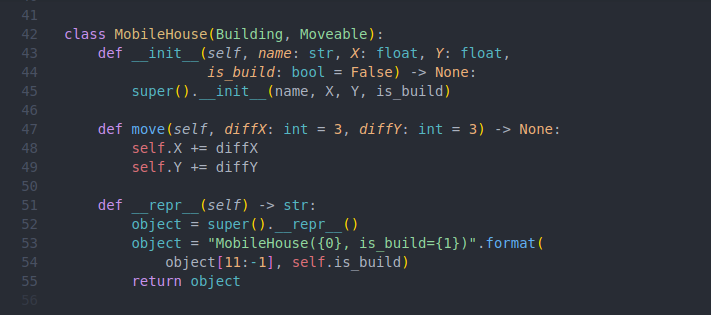 41
42 class MobileHouse(Building, Moveable):
43     def __init__(self, name: str, X: float, Y: float,
44                  is_build: bool = False) -> None:
45         super().__init__(name, X, Y, is_build)
46
47     def move(self, diffX: int = 3, diffY: int = 3) -> None:
48         self.X += diffX
49         self.Y += diffY
50
51     def __repr__(self) -> str:
52         object = super().__repr__()
53         object = "MobileHouse({0}, is_build={1})".format(
54             object[11:-1], self.is_build)
55         return object
56